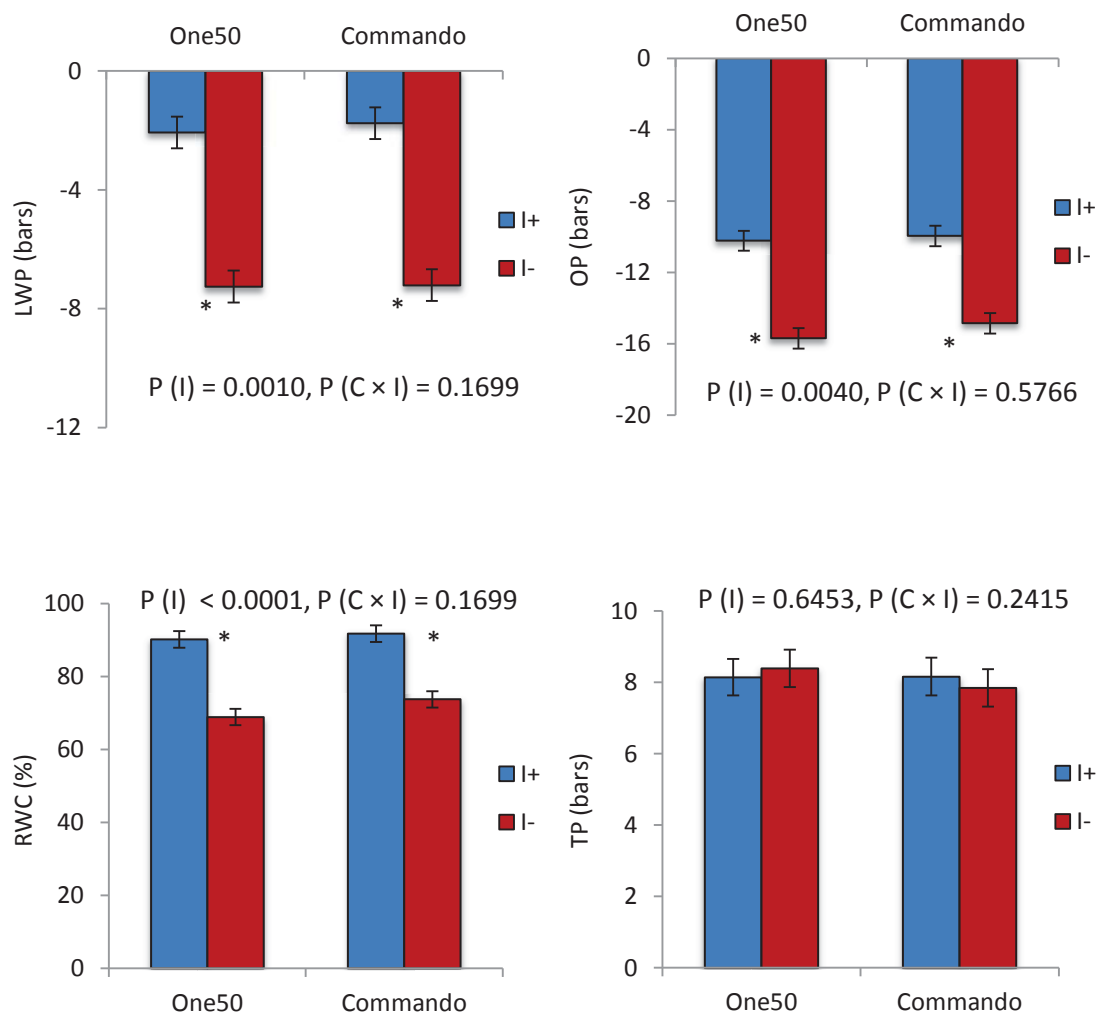 One50 Commando
0
-4
-8
-12
LWP (bars)
I+
I-
*
*
P (I) = 0.0010, P (C × I) = 0.1699
One50 Commando
0
-4
-8
-12
-16
-20
OP (bars)
I+
I-
*
*
P (I) = 0.0040, P (C × I) = 0.5766
P (I) < 0.0001, P (C × I) = 0.1699
100
80
60
40
20
0
RWC (%)
*
*
I+
I-
One50 Commando
P (I) = 0.6453, P (C × I) = 0.2415
10
8
6
4
2
0
TP (bars)
I+
I-
One50 Commando